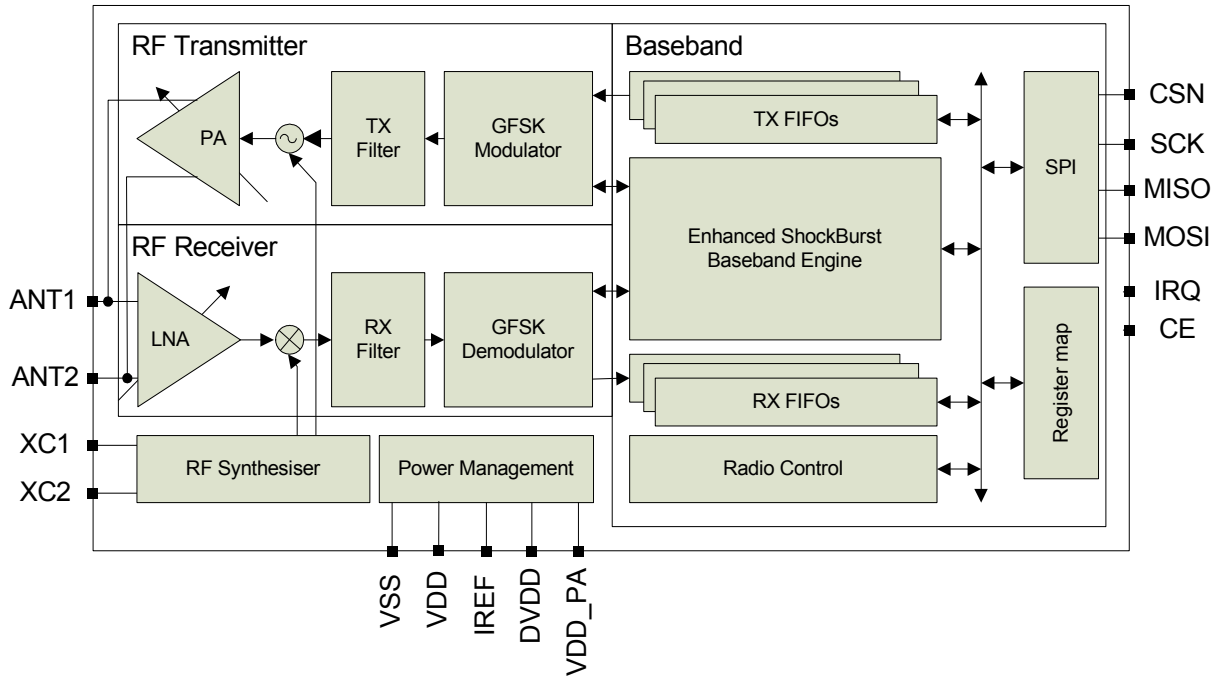 RF Transmitter
PA
TX
Filter
GFSK
Modulator
RF Receiver
LNA
RX
Filter
GFSK
Demodulator
RF Synthesiser
Power Management
Baseband
TX FIFOs
Enhanced ShockBurst
Baseband Engine
RX FIFOs
Radio Control
SPI
Register map
CSN
SCK
MISO
MOSI
IRQ
CE
ANT1
ANT2
XC1
XC2
VSS
VDD
IREF
DVDD
VDD_PA